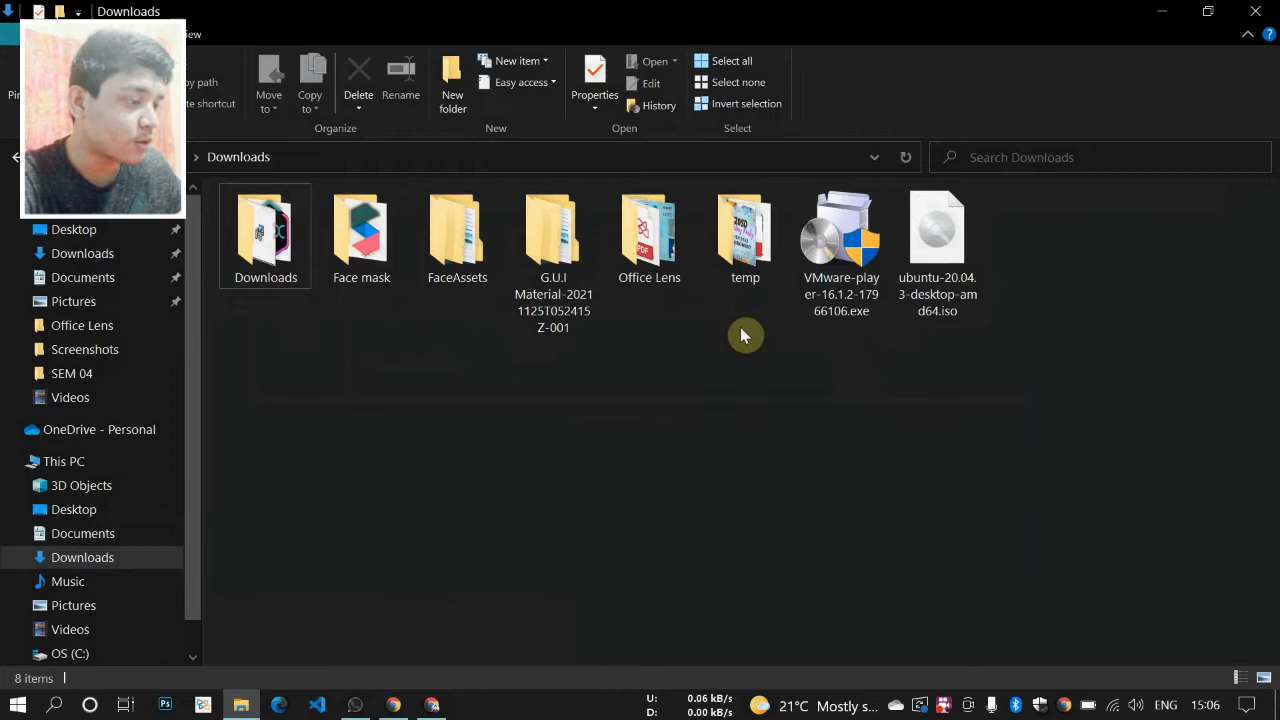 Downloads
iew
New item
Select all
Open
y path
Easy access
Select none
Edit
te shortcut
Move to
Copy to
Delete
Rename
New folder
Properties
History
Invert selection
Organize
New
Open
Select
Downloads
Search Downloads
Desktop
Downloads
Documents
Pictures
Office Lens
Screenshots
SEM 04
Videos
OneDrive - Personal
This PC
3D Objects
Desktop
Documents
Downloads
Music
Pictures
Videos
OS (C:)
Downloads
Face mask
FaceAssets
G.U.I
Material-2021
1125T052415
Z-001
Office Lens
PDF
temp
VMware-play
er-16.1.2-179
66106.exe
ubuntu-20.04.
3-desktop-am
d64.iso
8 items
Ps
U: 0.06 kB/s
D: 0.00 kB/s
21°C Mostly s...
ENG
15:06